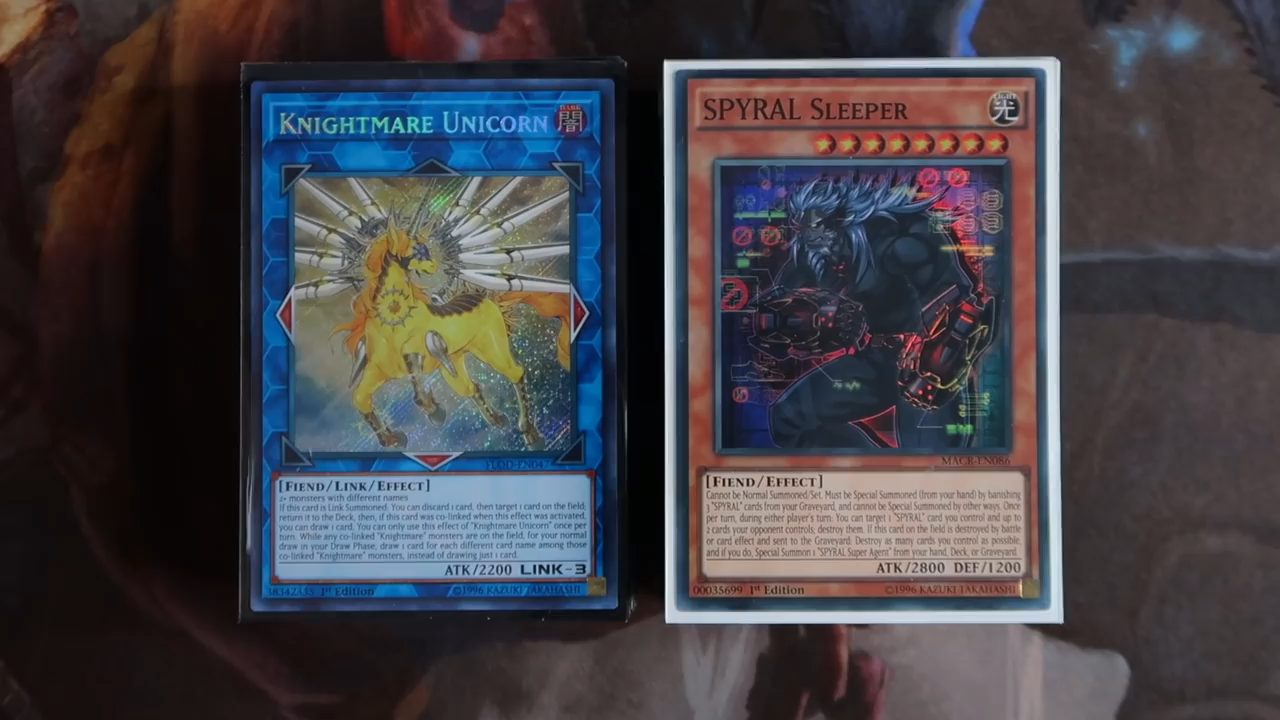 KNIGHTMARE UNICORN
DARK
闇
FLOD-EN04
[FIEND/LINK/EFFECT]
2+ monsters with different names
If this card is Link Summoned: You can discard 1 card, then target 1 card on the field;
return it to the Deck, then, if this card was co-linked when this effect was activated,
you can draw 1 card. You can only use this effect of "Knightmare Unicorn" once per
turn. While any co-linked "Knightmare" monsters are on the field, for your normal
draw in your Draw Phase, draw 1 card for each different card name among those
co-linked "Knightmare" monsters, instead of drawing just 1 card.
ATK/2200 LINK-3
38342335 1st Edition
©1996 KAZUKI TAKAHASHI
SPYRAL SLEEPER
LIGHT
光
MACR-EN086
[FIEND/EFFECT]
Cannot be Normal Summoned/Set. Must be Special Summoned (from your hand) by banishing
3 "SPYRAL" cards from your Graveyard, and cannot be Special Summoned by other ways. Once
per turn, during either player's turn: You can target 1 "SPYRAL" card you control and up to
2 cards your opponent controls; destroy them. If this card on the field is destroyed by battle
or card effect and sent to the Graveyard: Destroy as many cards you control as possible,
and if you do, Special Summon 1 "SPYRAL Super Agent" from your hand, Deck, or Graveyard.
ATK/2800 DEF/1200
00035699 1st Edition
©1996 KAZUKI TAKAHASHI